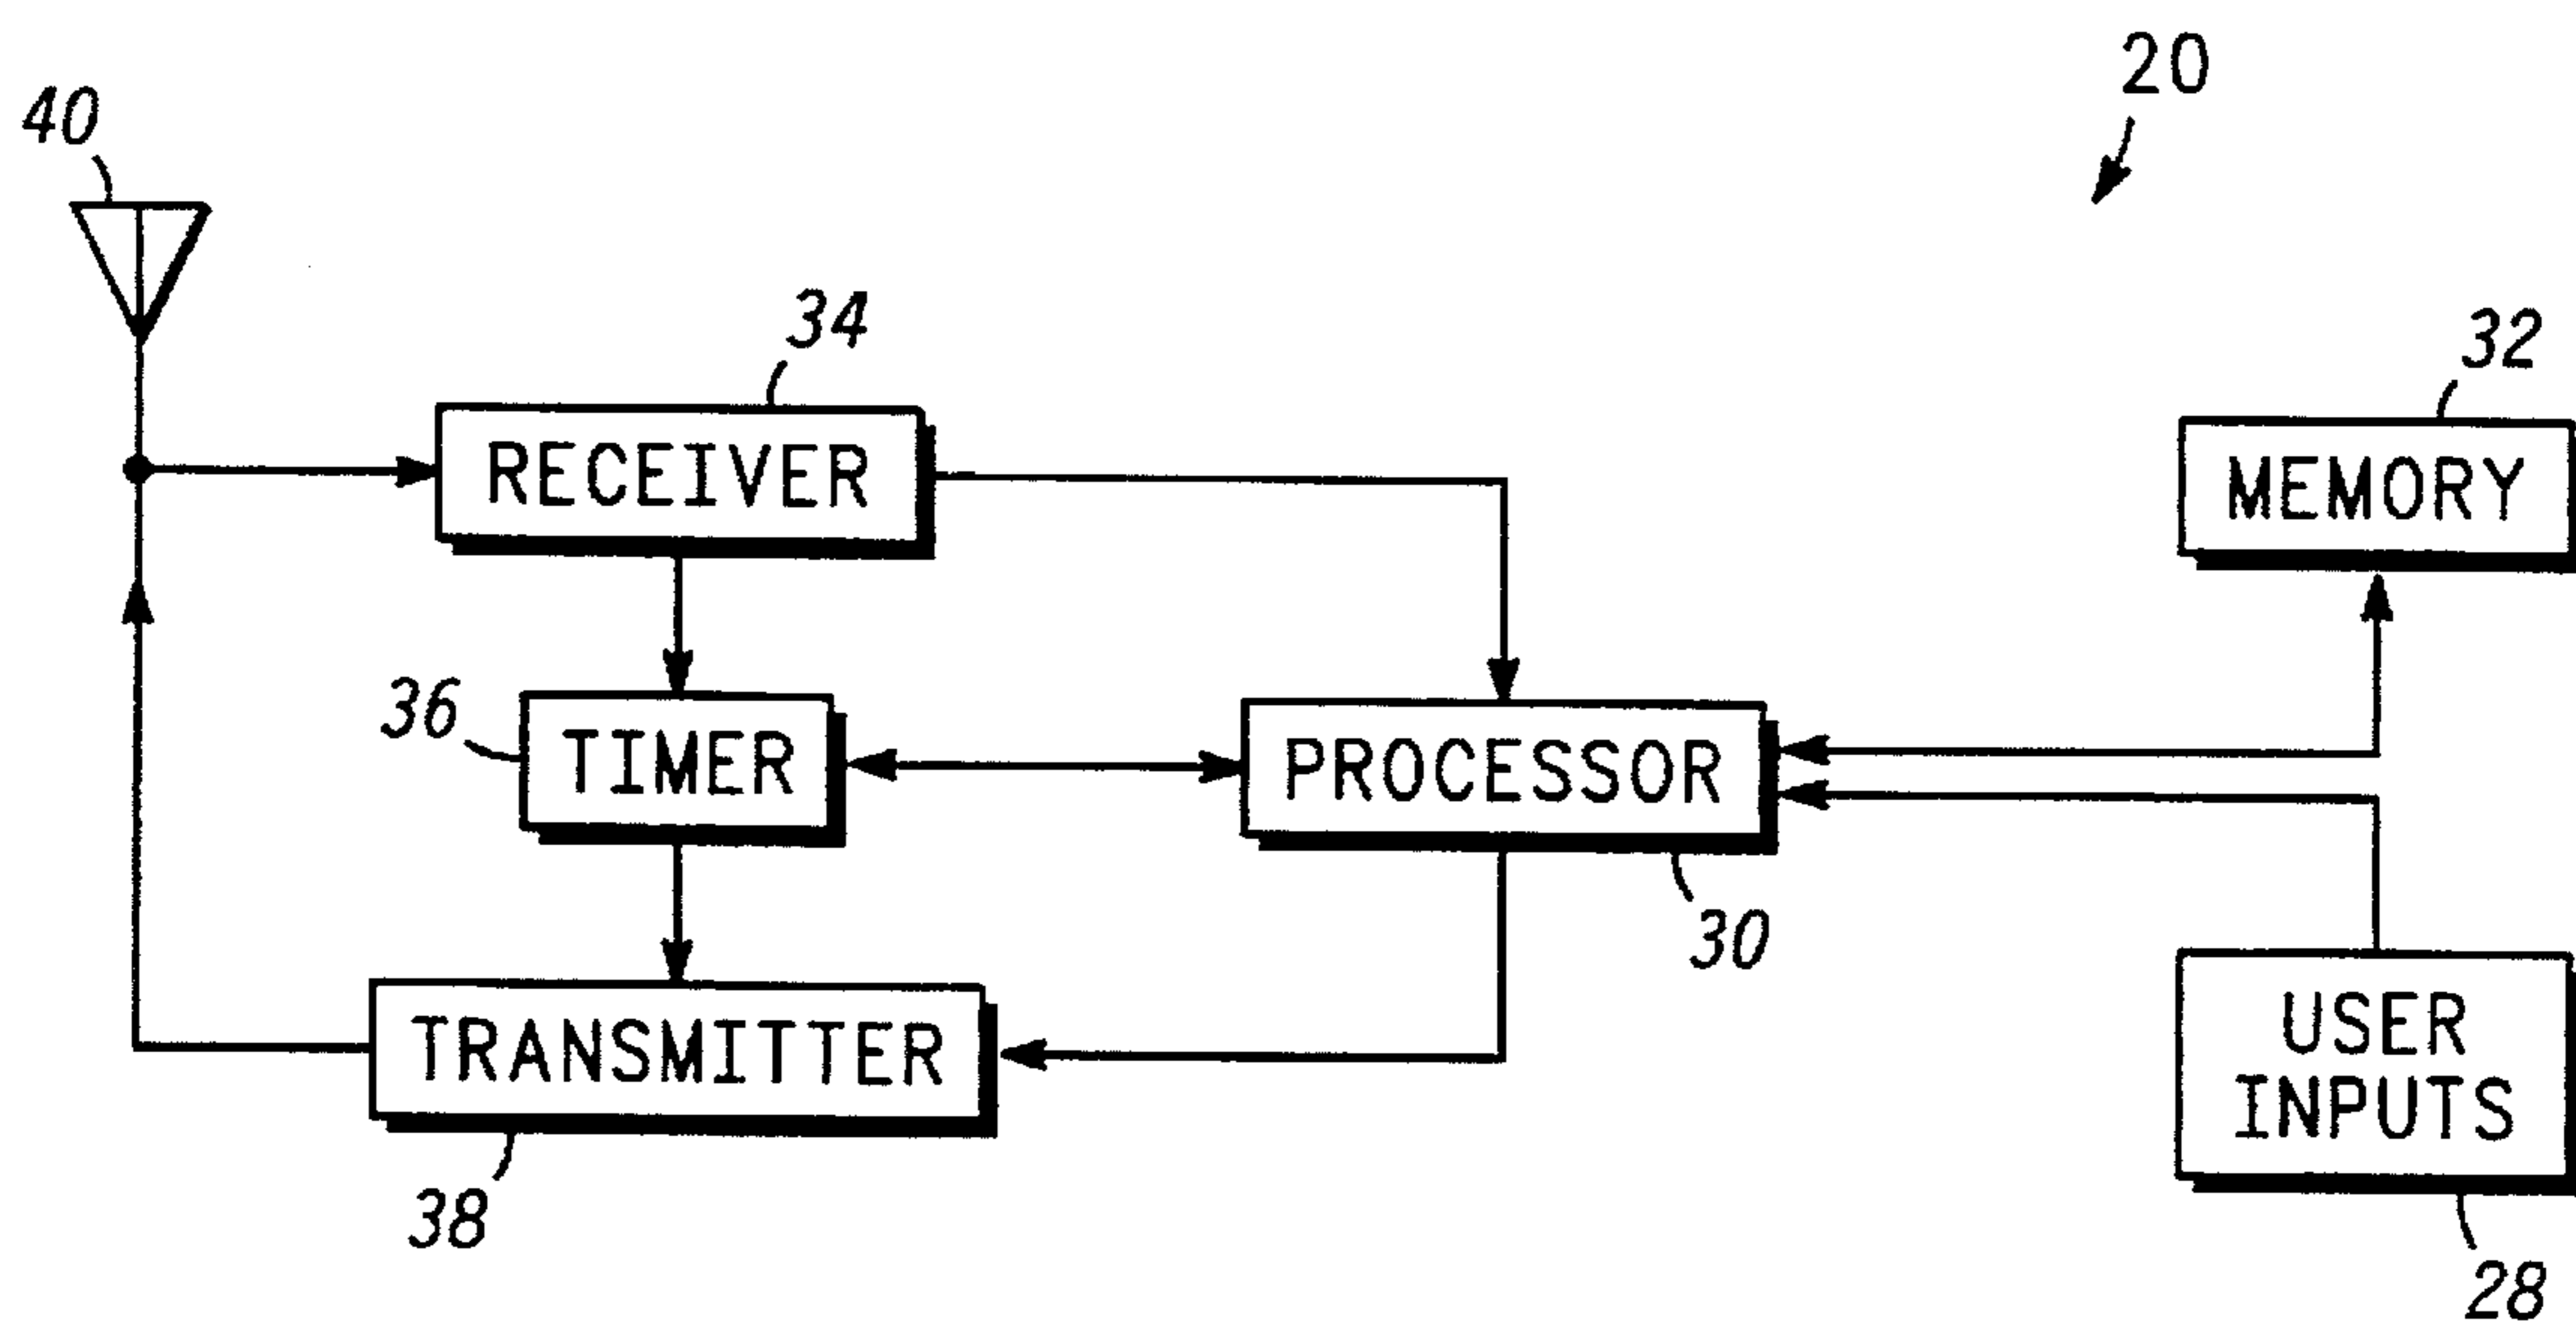 20
40
34
32
RECEIVER
MEMORY
36
TIMER
PROCESSOR
30
TRANSMITTER
USER
INPUTS
38
28